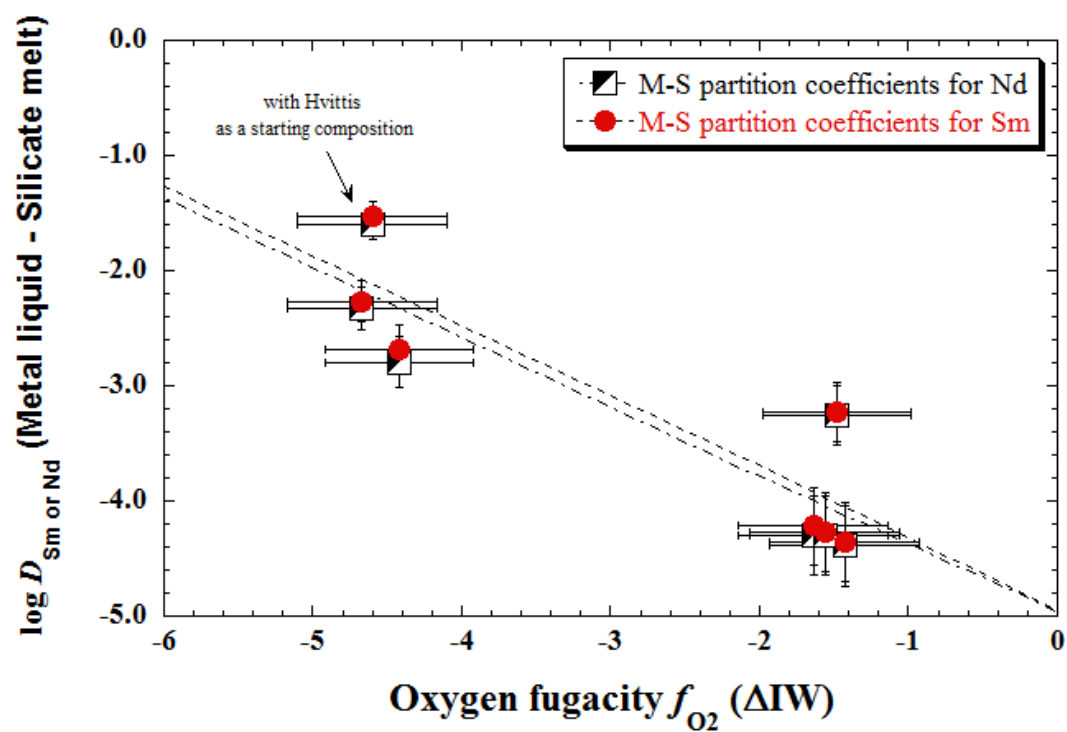 0.0
-1.0
-2.0
-3.0
-4.0
-5.0
log D Sm or Nd (Metal liquid - Silicate melt)
M-S partition coefficients for Nd
M-S partition coefficients for Sm
with Hvittis
as a starting composition
-6 -5 -4 -3 -2 -1 0
Oxygen fugacity fO2 (ΔIW)